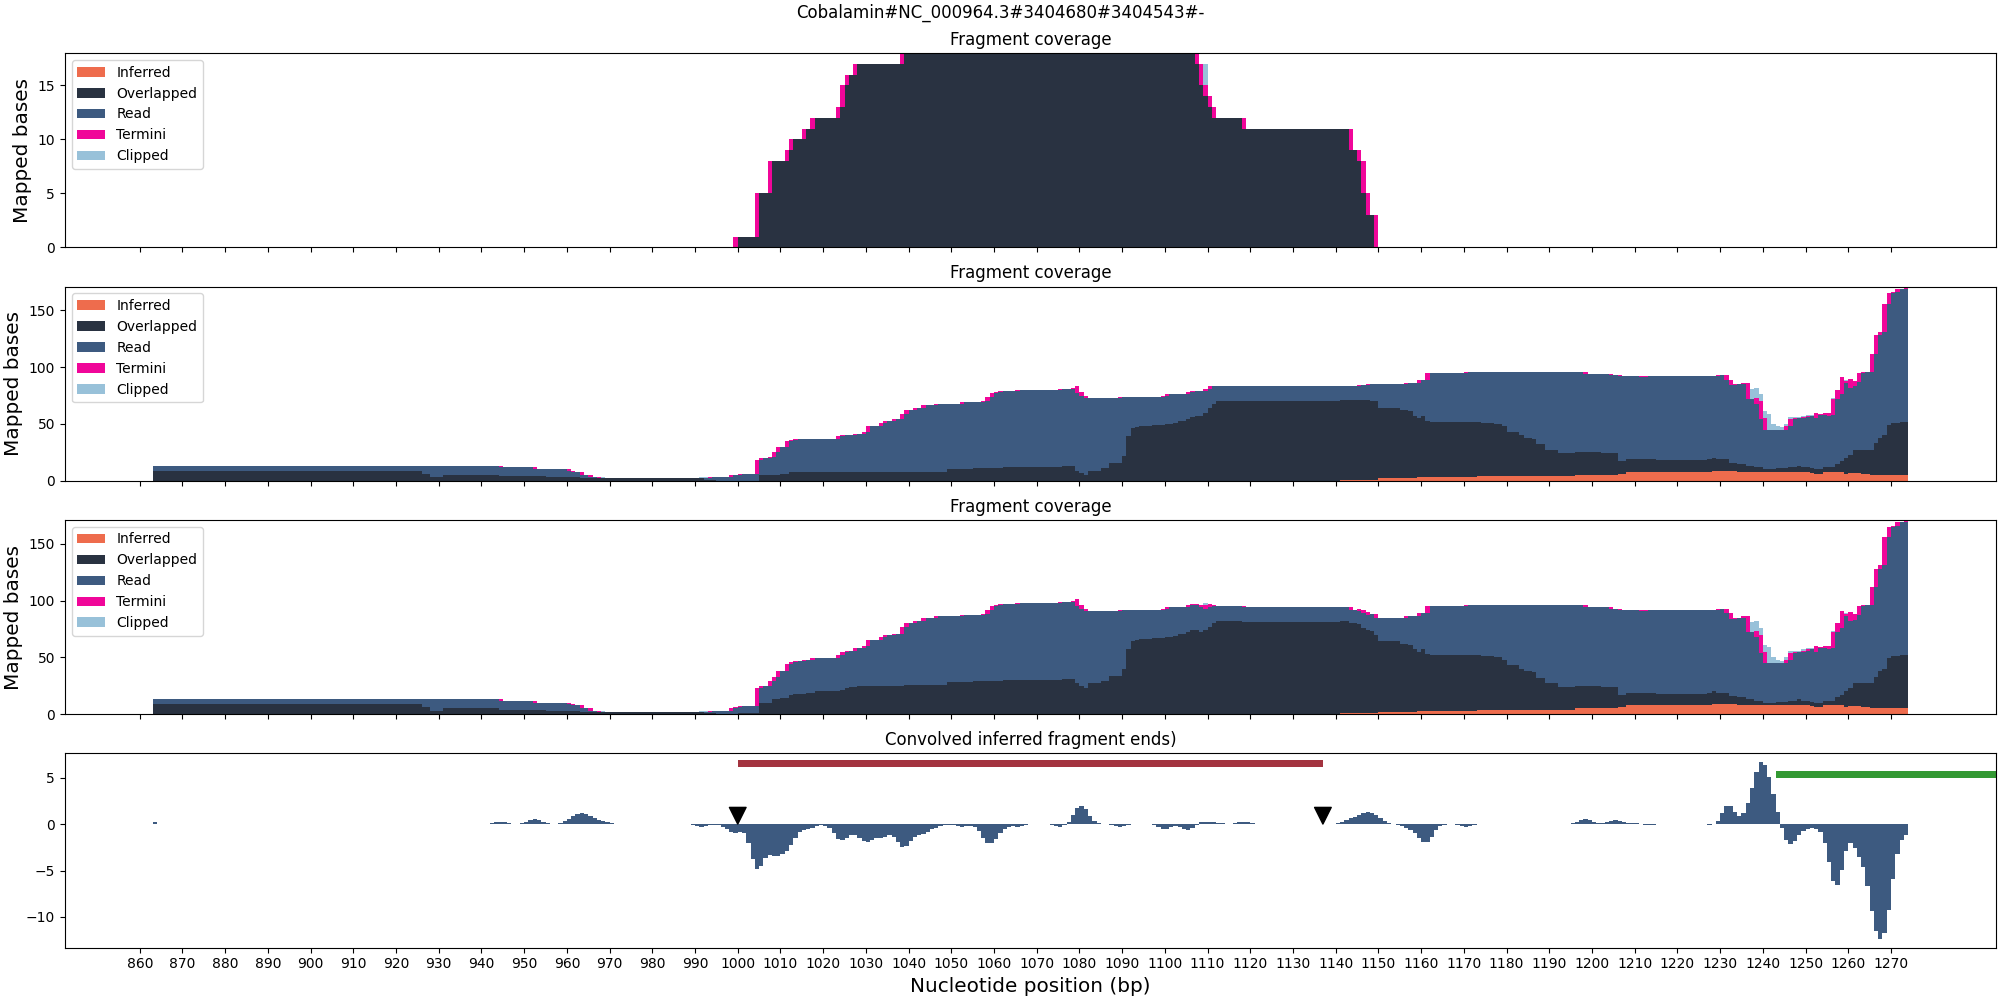 Cobalamin#NC_000964.3#3404680#3404543#-
Fragment coverage
Mapped bases
15
10
5
0
Inferred
Overlapped
Read
Termini
Clipped
Fragment coverage
Mapped bases
150
100
50
0
Inferred
Overlapped
Read
Termini
Clipped
Fragment coverage
Mapped bases
150
100
50
0
Inferred
Overlapped
Read
Termini
Clipped
Convolved inferred fragment ends)
5
0
−5
−10
860 870 880 890 900 910 920 930 940 950 960 970 980 990 1000 1010 1020 1030 1040 1050 1060 1070 1080 1090 1100 1110 1120 1130 1140 1150 1160 1170 1180 1190 1200 1210 1220 1230 1240 1250 1260 1270
Nucleotide position (bp)